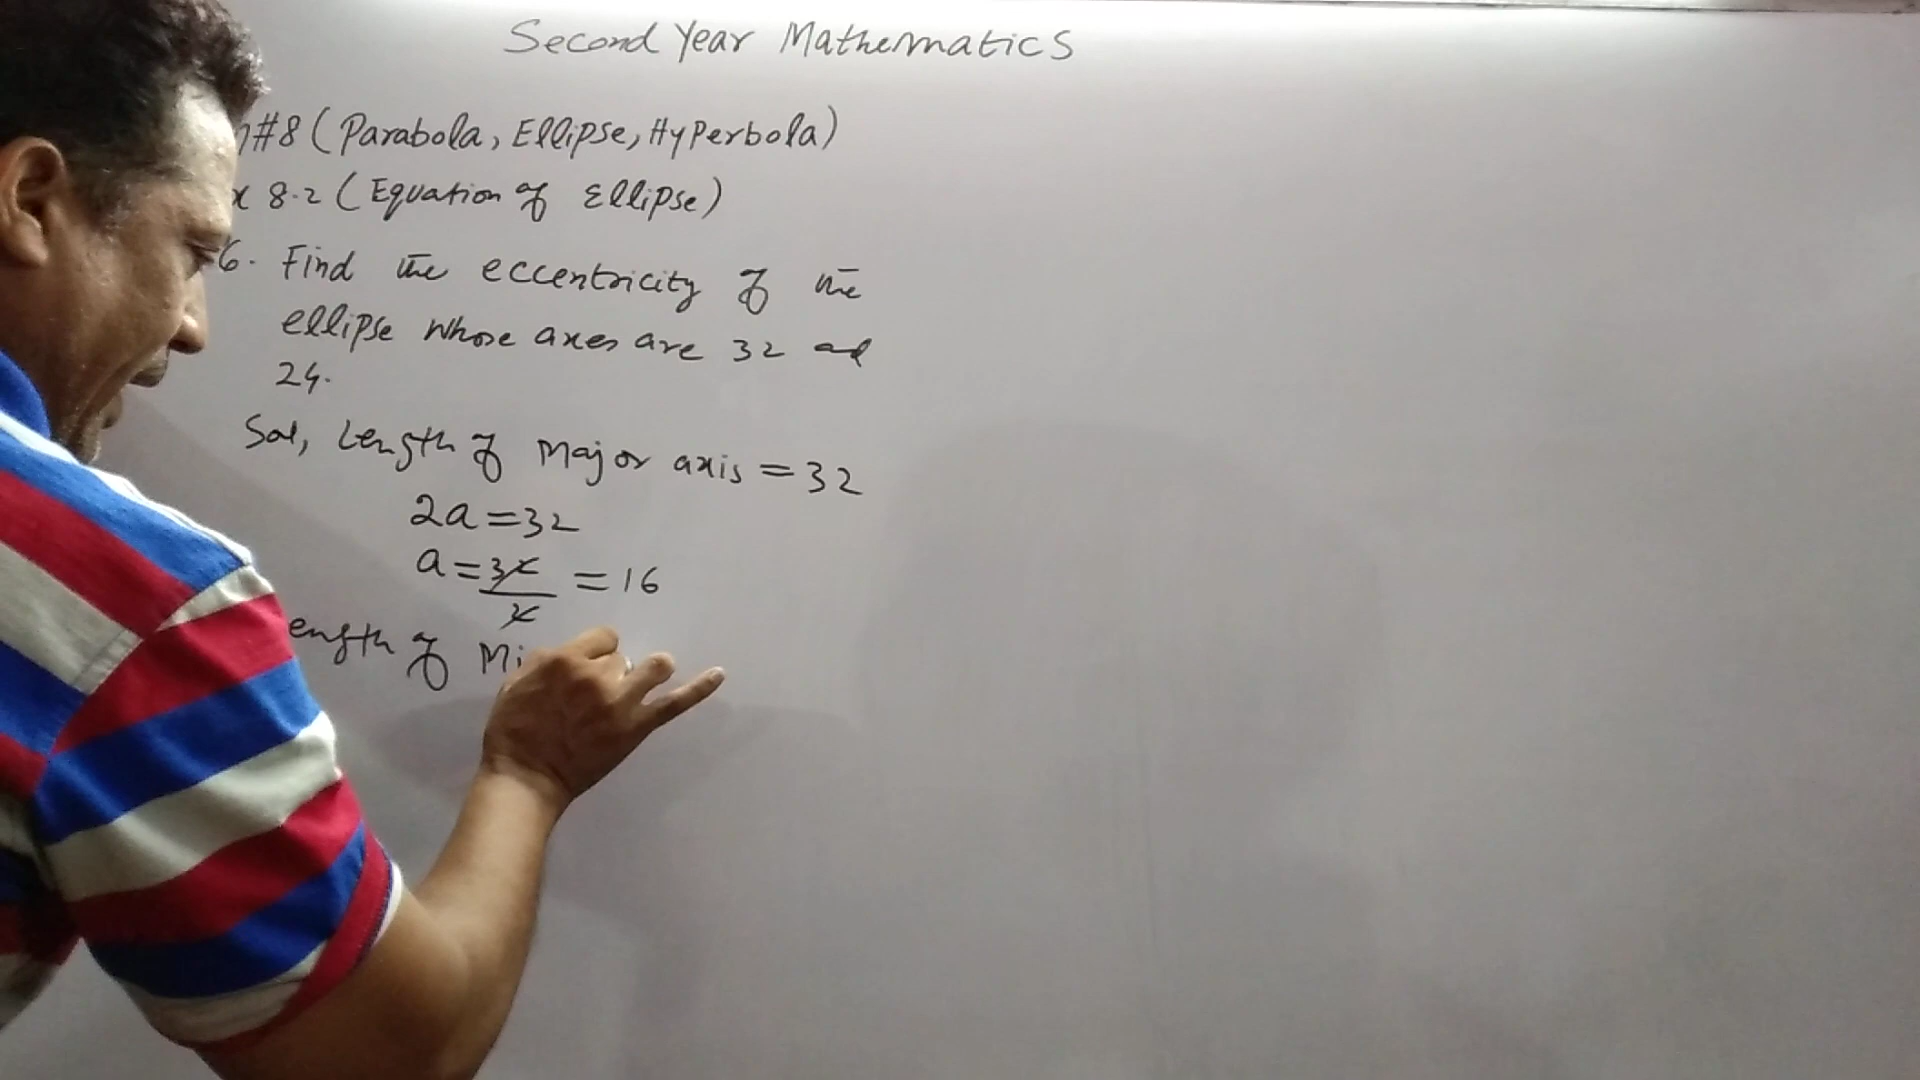 Second Year Mathematics
#8 (Parabola, Ellipse, Hyperbola)
x 8.2 (Equation of Ellipse)
6. Find the eccentricity of the
ellipse whose axes are 32 and
24.
Sol, Length of Major axis = 32
2a = 32
a = 32/2 = 16
ength of Mi